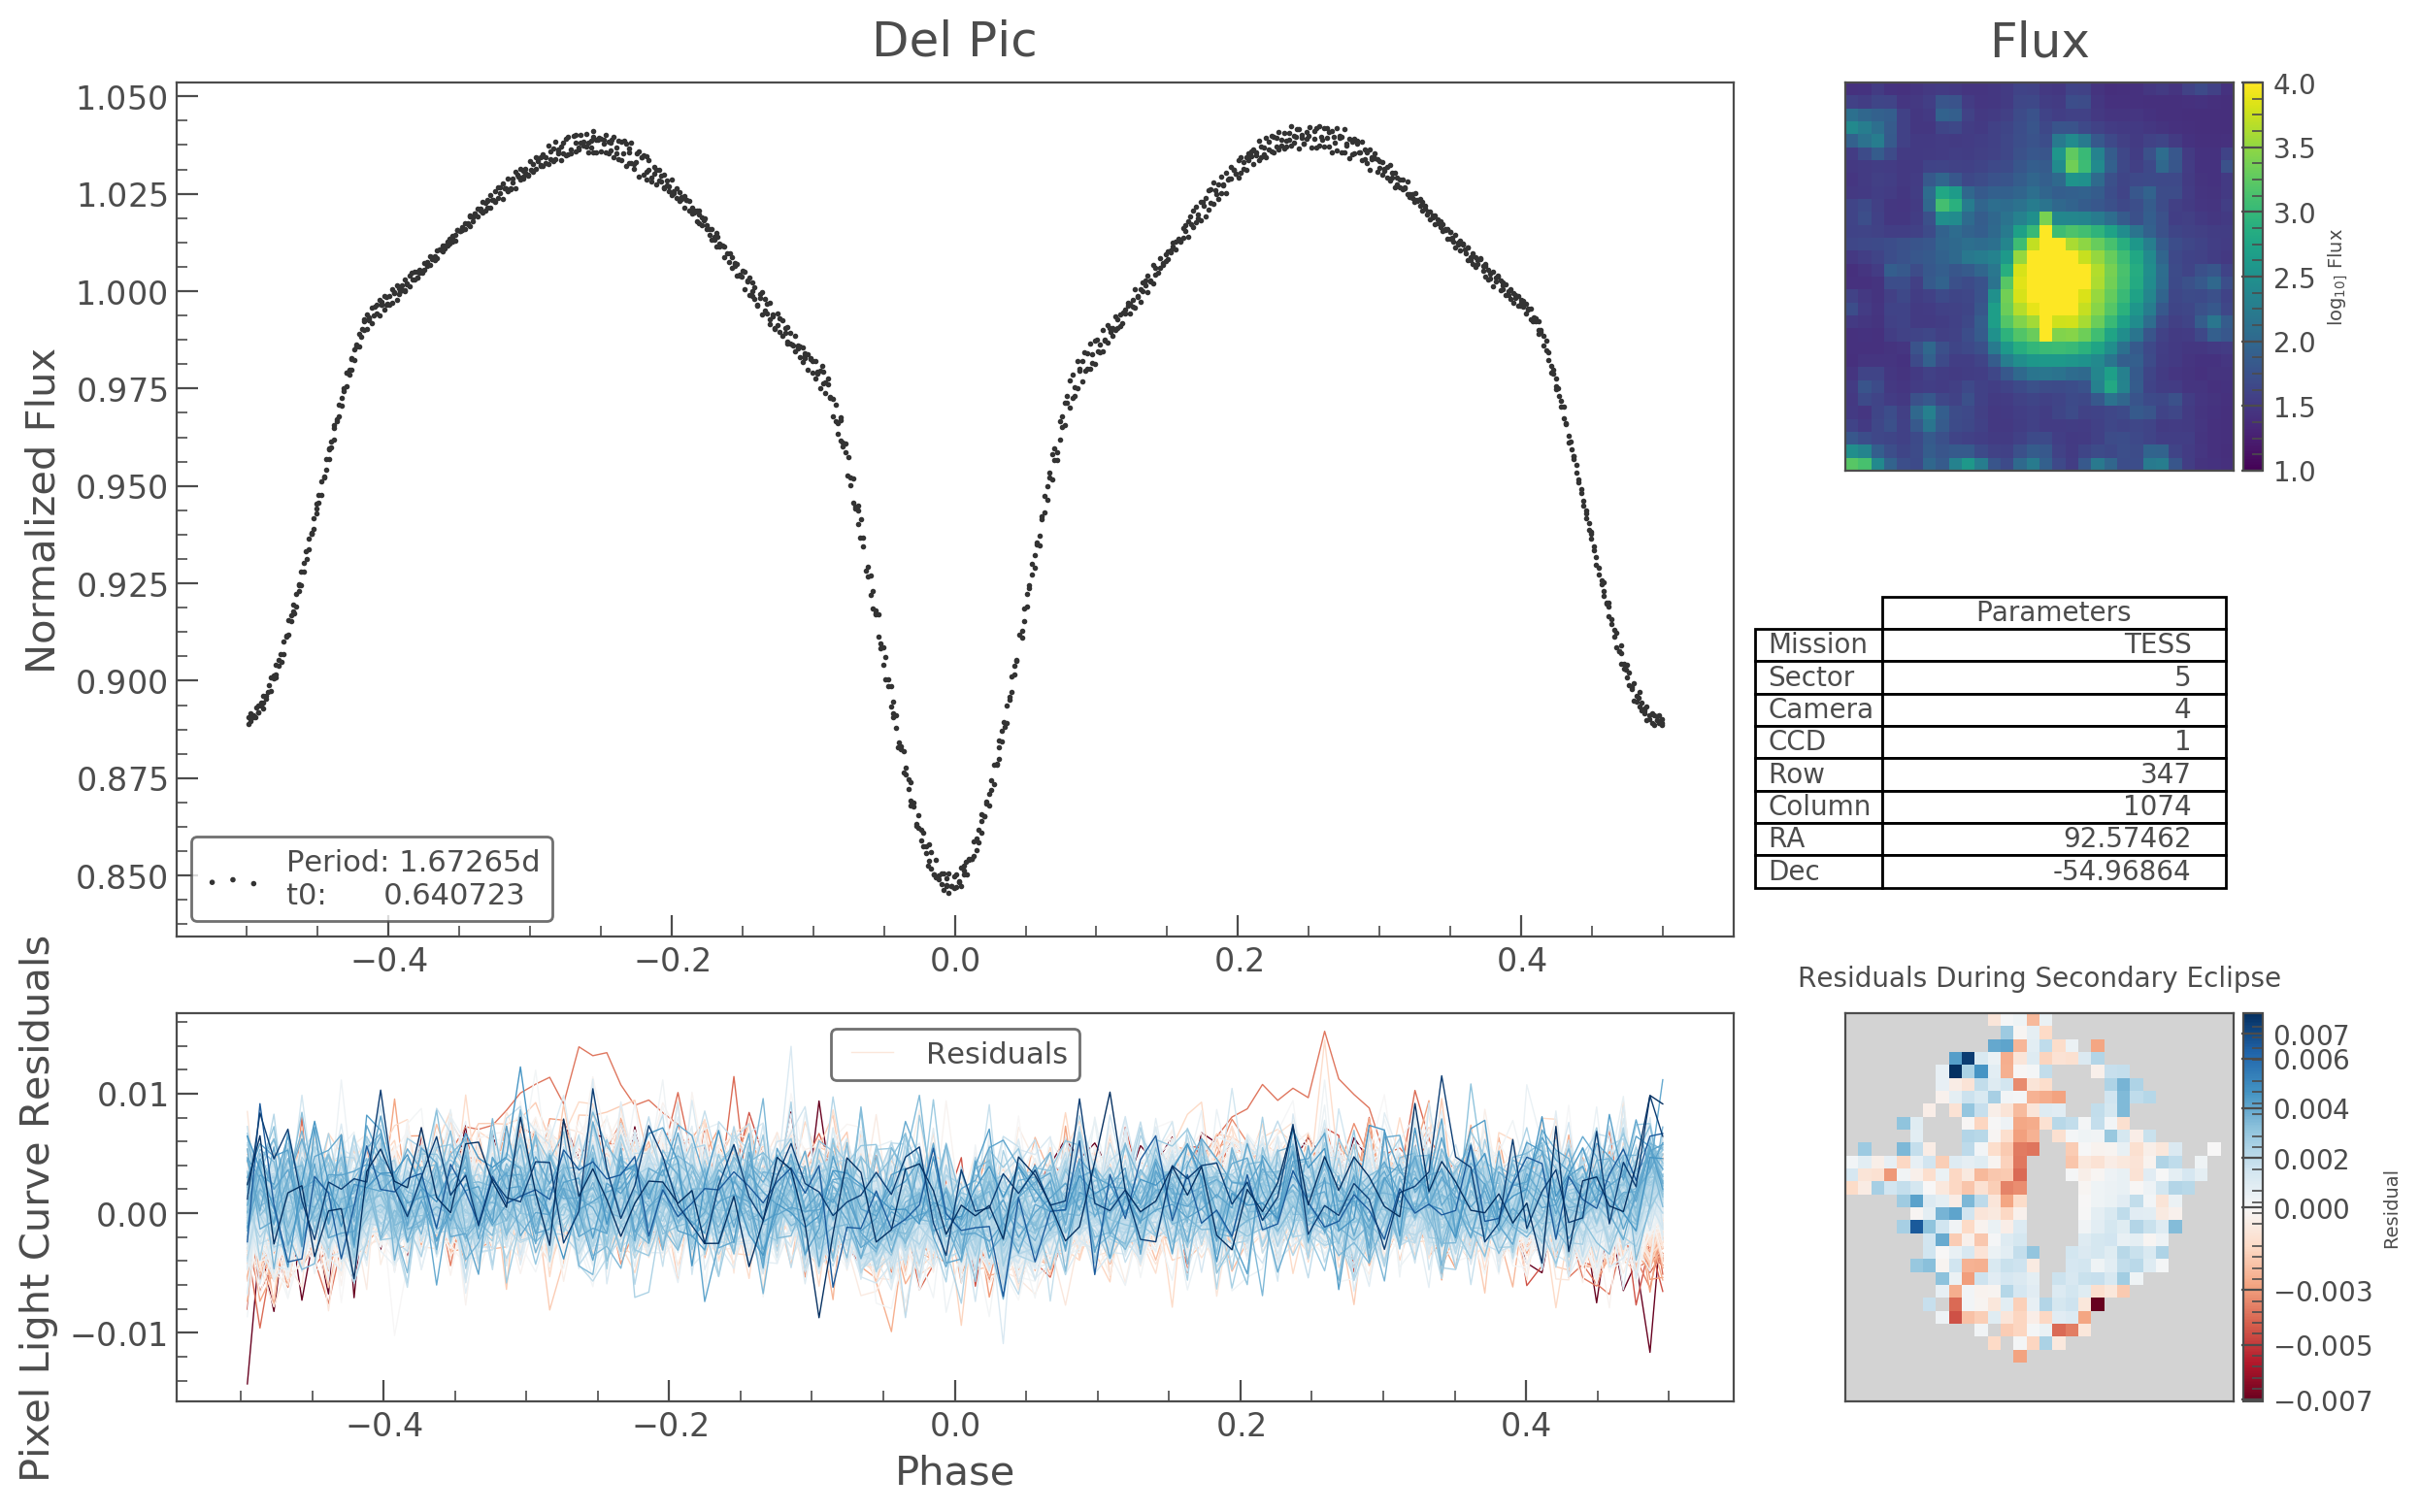 Del Pic
Normalized Flux
1.050
1.025
1.000
0.975
0.950
0.925
0.900
0.875
0.850
Period: 1.67265d
t0: 0.640723
−0.4 −0.2 0.0 0.2 0.4
Flux
4.0
3.5
3.0
2.5
2.0
1.5
1.0
log10] Flux
Parameters
Mission TESS
Sector 5
Camera 4
CCD 1
Row 347
Column 1074
RA 92.57462
Dec -54.96864
Pixel Light Curve Residuals
0.01
0.00
−0.01
Residuals
−0.4 −0.2 0.0 0.2 0.4
Phase
Residuals During Secondary Eclipse
0.007
0.006
0.004
0.002
0.000
−0.003
−0.005
−0.007
Residual